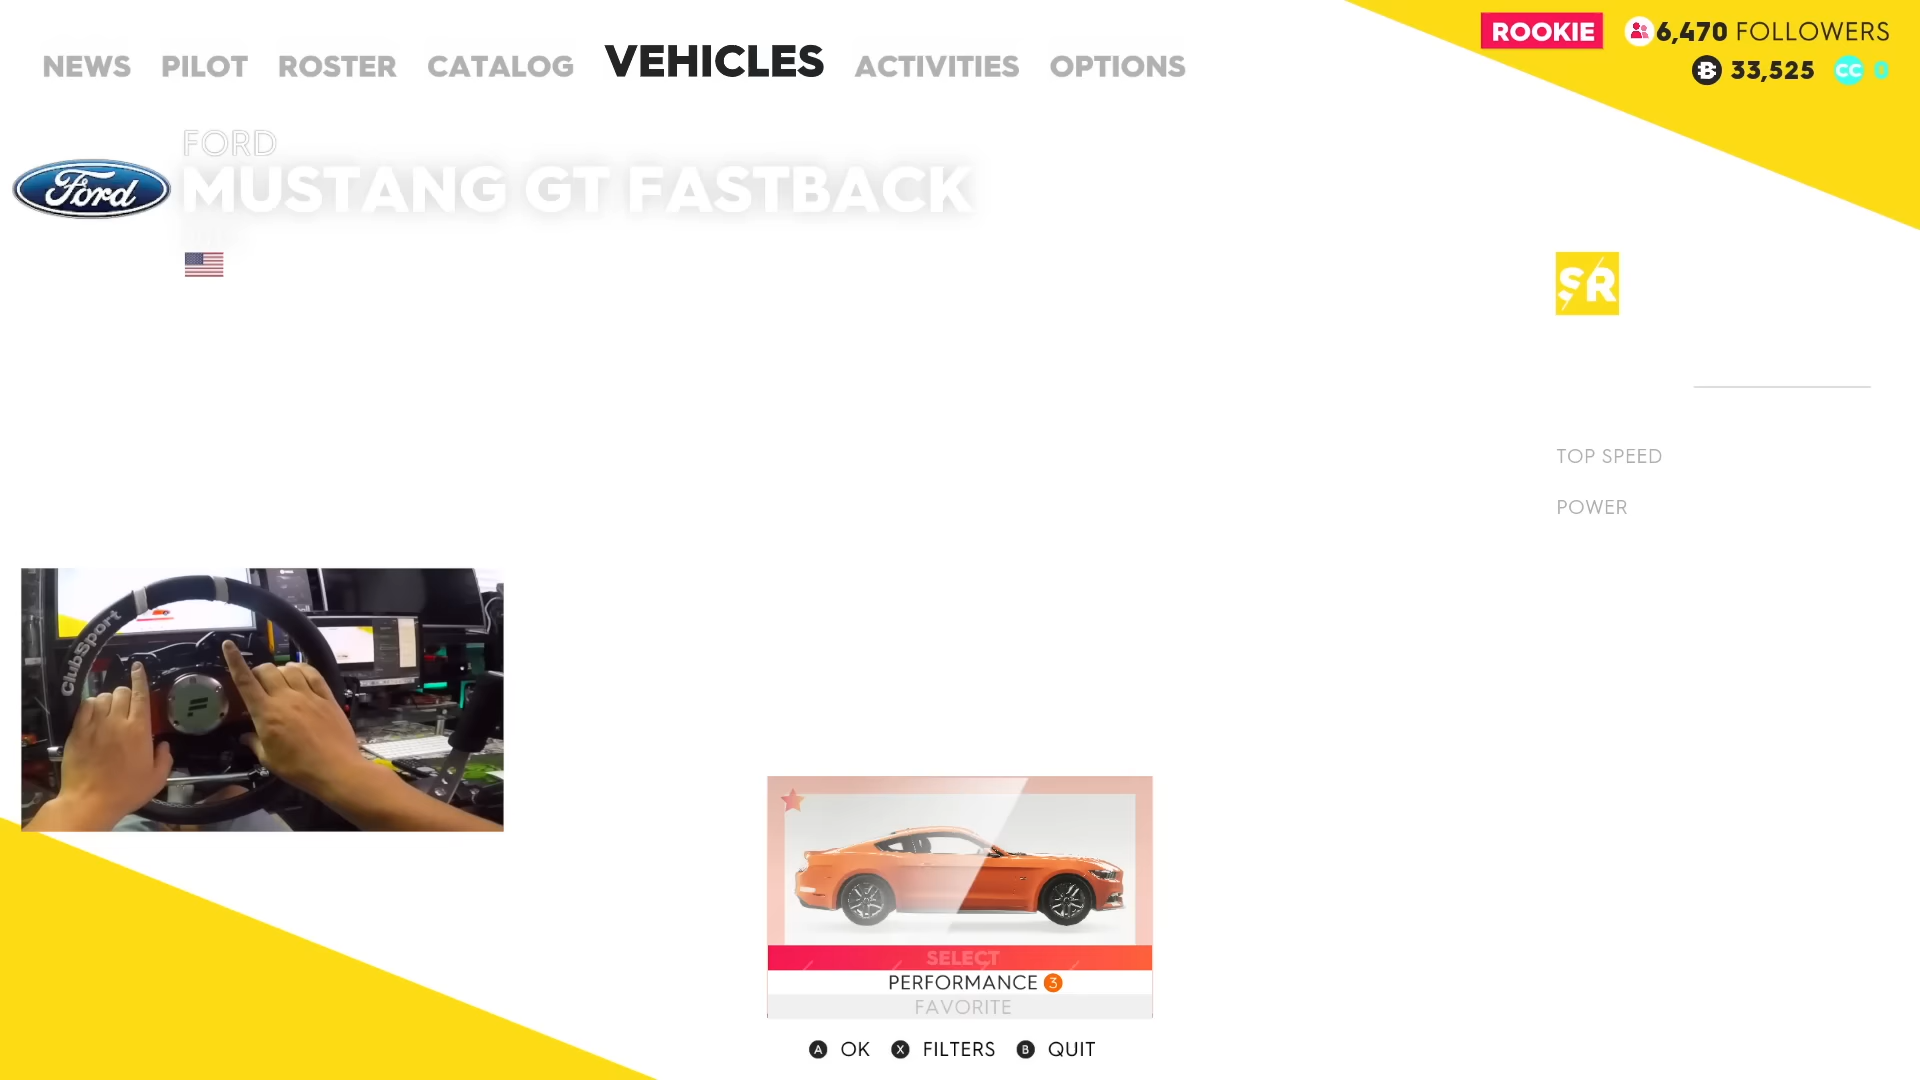 NEWS PILOT ROSTER CATALOG VEHICLES ACTIVITIES OPTIONS
ROOKIE 6,470 FOLLOWERS
33,525 CC 0
FORD
Ford MUSTANG GT FASTBACK
SR
TOP SPEED
POWER
ClubSport
SELECT
PERFORMANCE 3
FAVORITE
A OK X FILTERS B QUIT